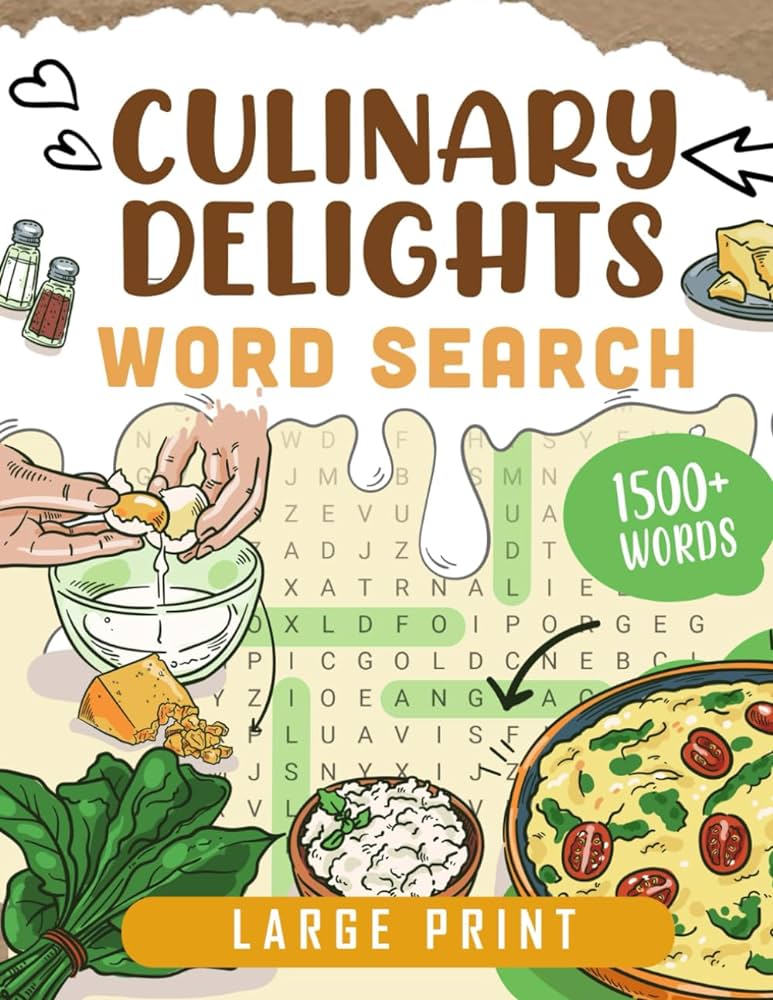 CULINARY
DELIGHTS
WORD SEARCH
N W D F H S Y
J M B S M N
1500+
Z E V U U A
WORDS
Z A D J Z D T
X A T R N A L I E
O X L D F O I P O R G E G
P I C G O L D C N E B C
Y Z I O E A N G A
L U A V I S F
J S N Y X I J Z
V L V
LARGE PRINT